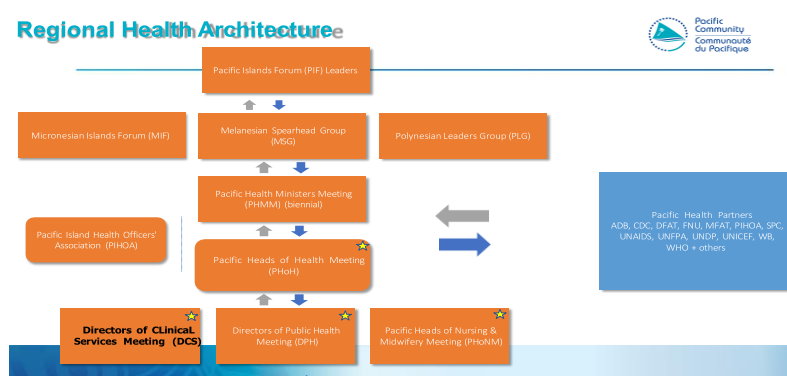 Regional Health Architecture
Pacific
Community
Communauté
du Pacifique
Pacific Islands Forum (PIF) Leaders
Micronesian Islands Forum (MIF)
Melanesian Spearhead Group
(MSG)
Polynesian Leaders Group (PLG)
Pacific Health Ministers Meeting
(PHMM) (biennial)
Pacific Island Health Officers'
Association (PIHOA)
Pacific Heads of Health Meeting
(PHoH)
Pacific Health Partners
ADB, CDC, DFAT, FNU, MFAT, PIHOA, SPC,
UNAIDS, UNFPA, UNDP, UNICEF, WB,
WHO + others
Directors of CLinicaL
Services Meeting (DCS)
Directors of Public Health
Meeting (DPH)
Pacific Heads of Nursing &
Midwifery Meeting (PHoNM)